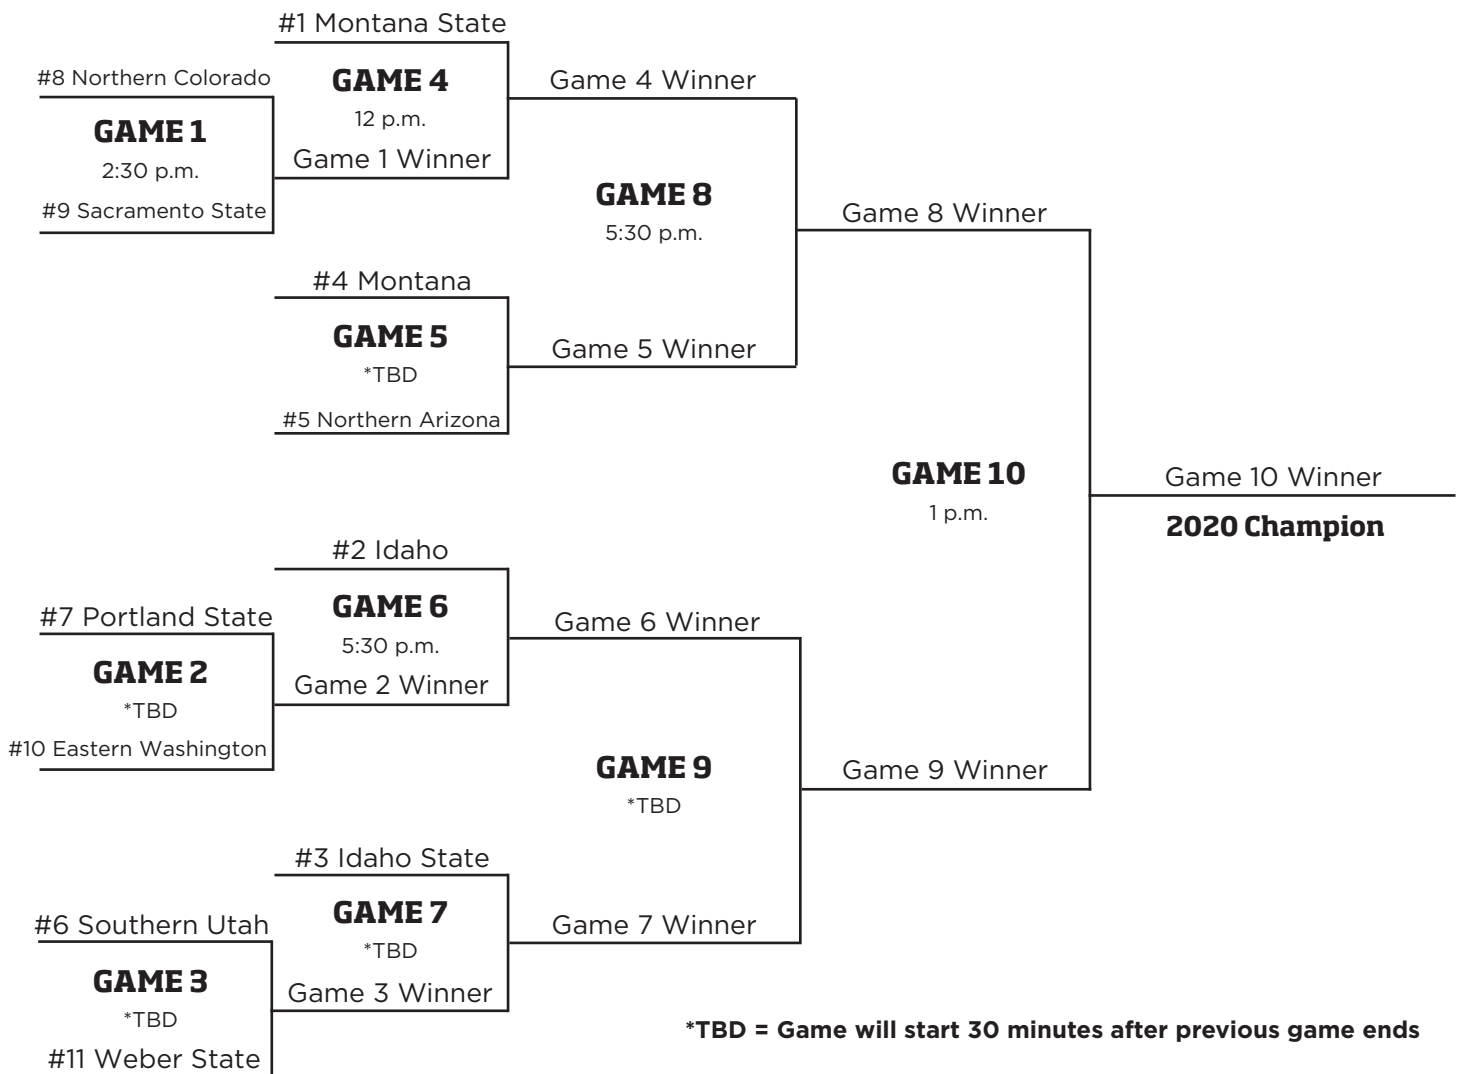 #1 Montana State
#8 Northern Colorado
GAME 1
2:30 p.m.
#9 Sacramento State
GAME 4
12 p.m.
Game 1 Winner
Game 4 Winner
GAME 8
5:30 p.m.
Game 8 Winner
#4 Montana
GAME 5
*TBD
#5 Northern Arizona
Game 5 Winner
GAME 10
1 p.m.
Game 10 Winner
2020 Champion
#2 Idaho
#7 Portland State
GAME 2
*TBD
#10 Eastern Washington
GAME 6
5:30 p.m.
Game 2 Winner
Game 6 Winner
GAME 9
*TBD
Game 9 Winner
#3 Idaho State
#6 Southern Utah
GAME 3
*TBD
#11 Weber State
GAME 7
*TBD
Game 3 Winner
Game 7 Winner
*TBD = Game will start 30 minutes after previous game ends